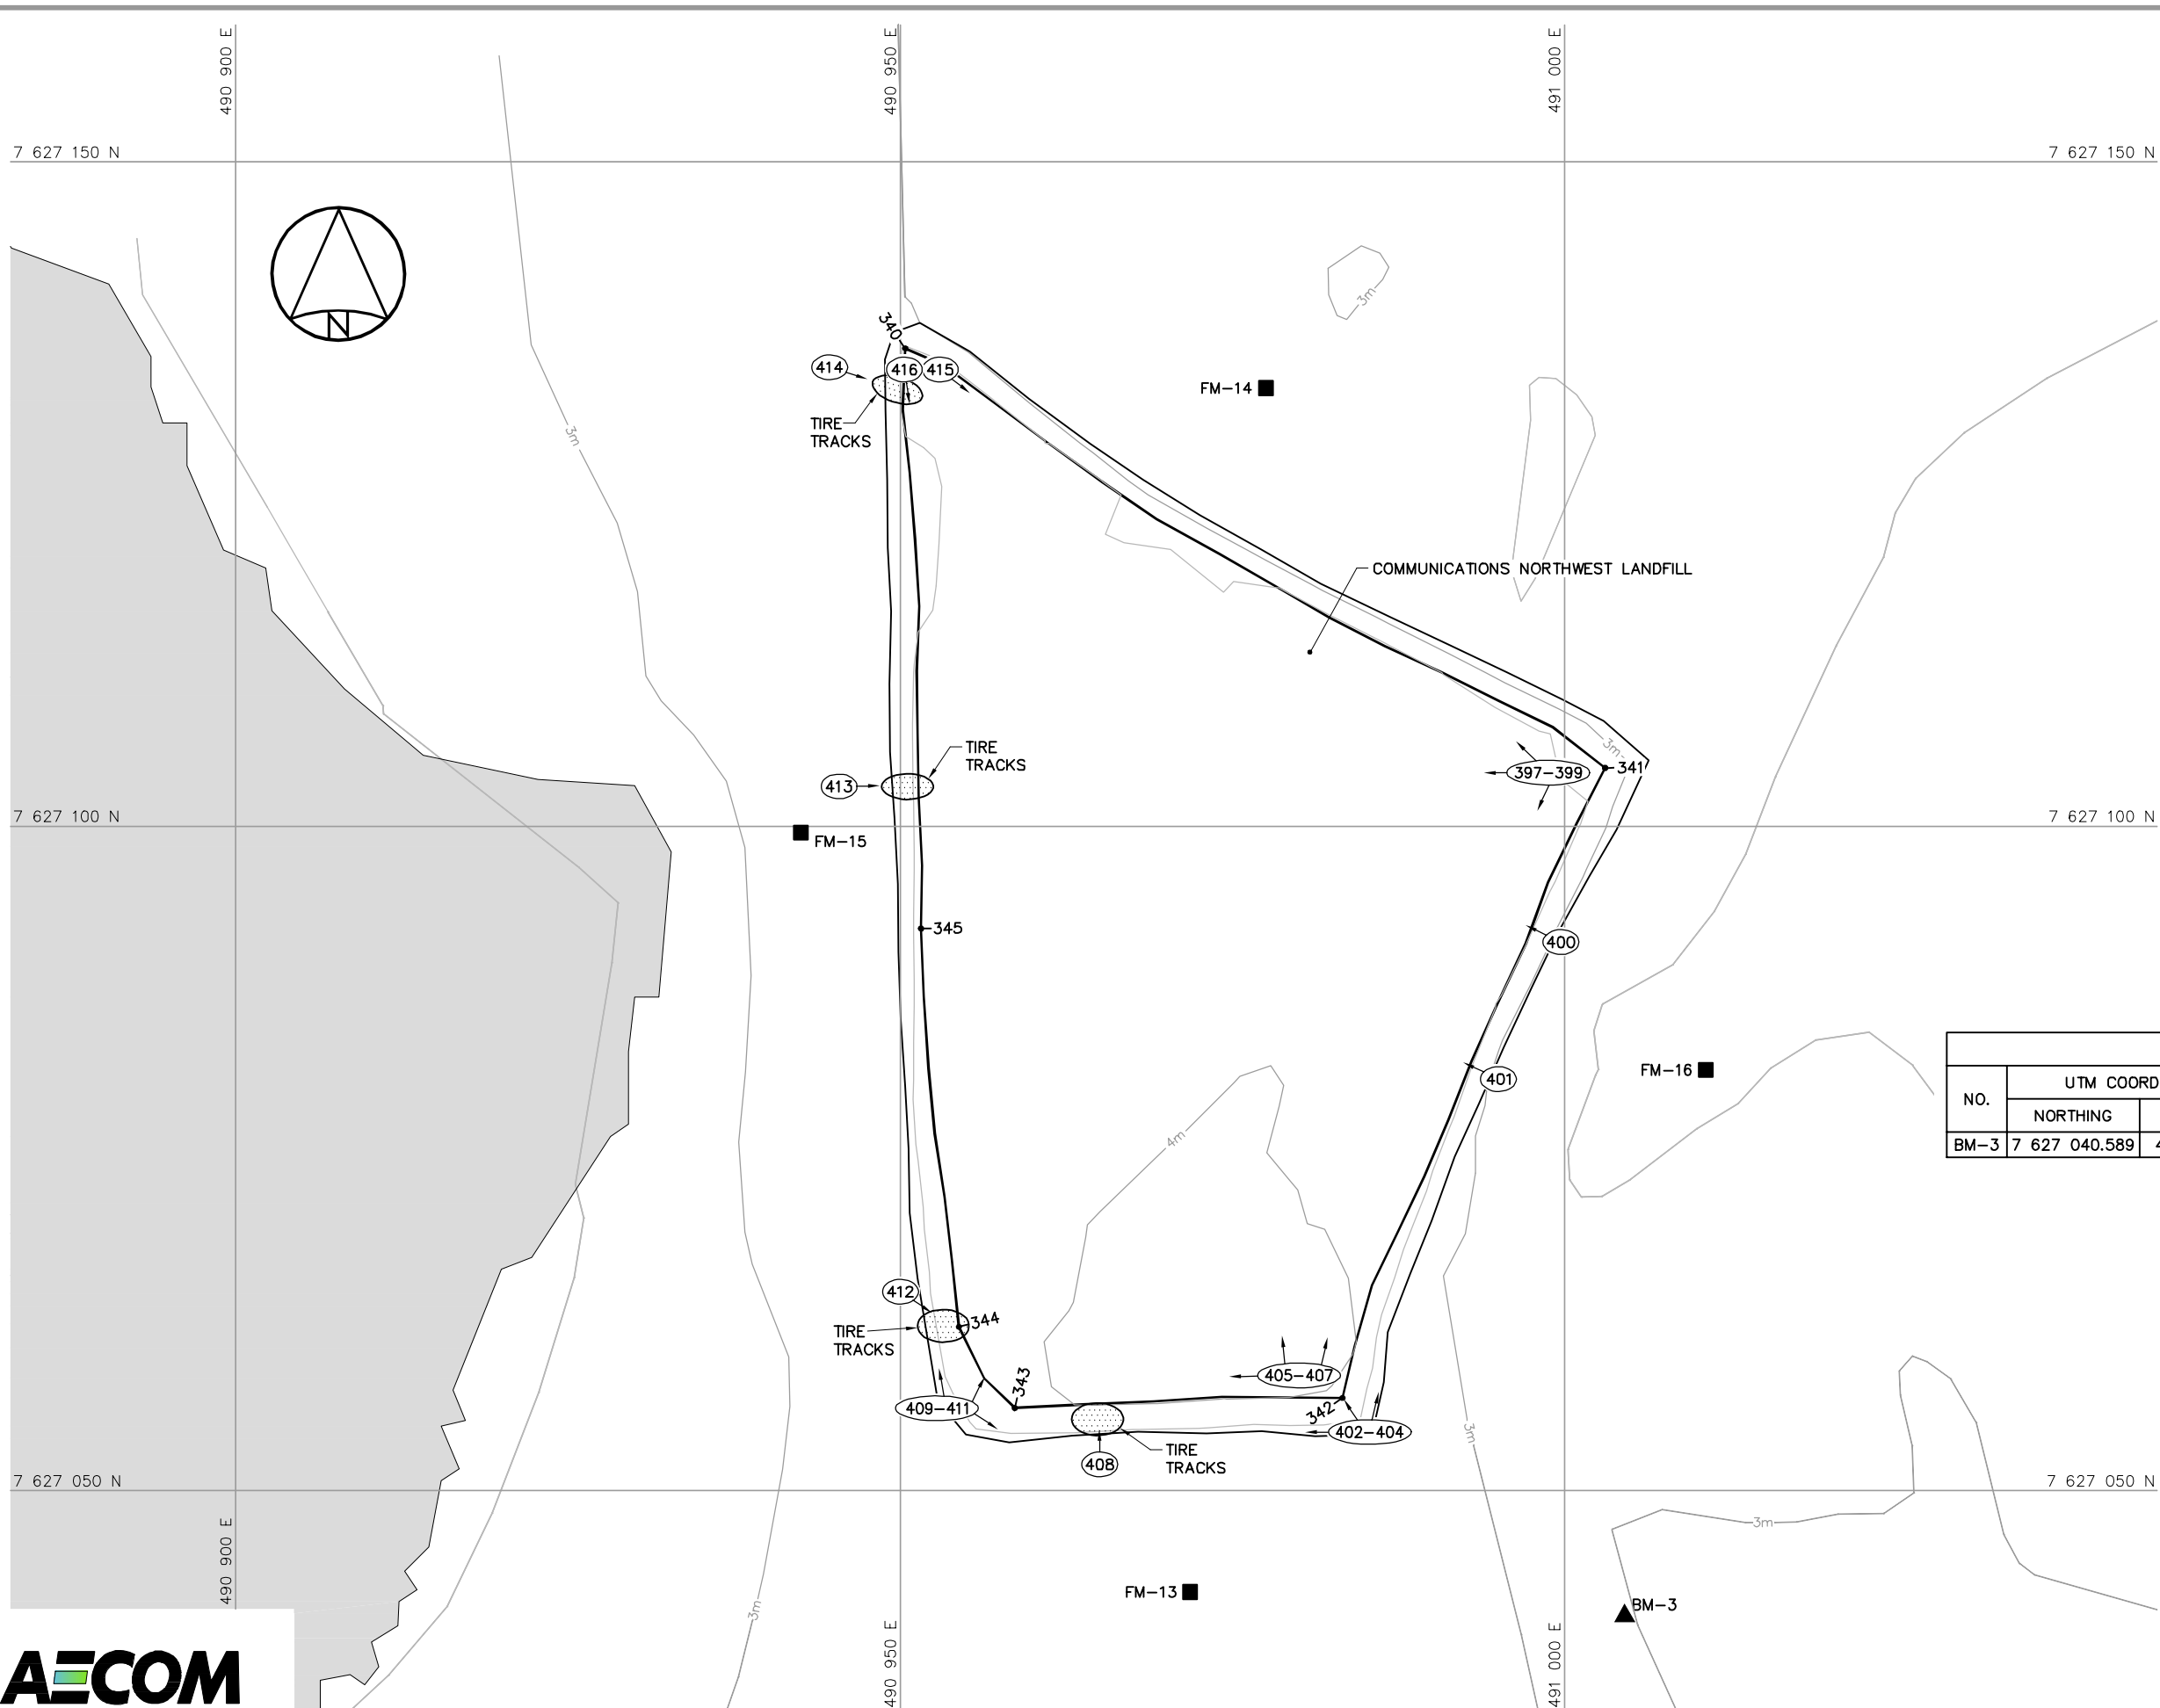 490 900 E
490 950 E
491 000 E
7 627 150 N
7 627 150 N
N
3m
340
414
416
415
FM-14
TIRE
TRACKS
3m
COMMUNICATIONS NORTHWEST LANDFILL
TIRE
TRACKS
3m
397-399
341
413
7 627 100 N
7 627 100 N
FM-15
345
400
FM-16
401
UTM COORD
NO.
NORTHING
BM-3
7 627 040.589
4
4m
412
344
TIRE
TRACKS
405-407
343
409-411
342
402-404
3m
TIRE
TRACKS
408
7 627 050 N
7 627 050 N
3m
490 900 E
FM-13
3m
BM-3
490 950 E
491 000 E
AECOM